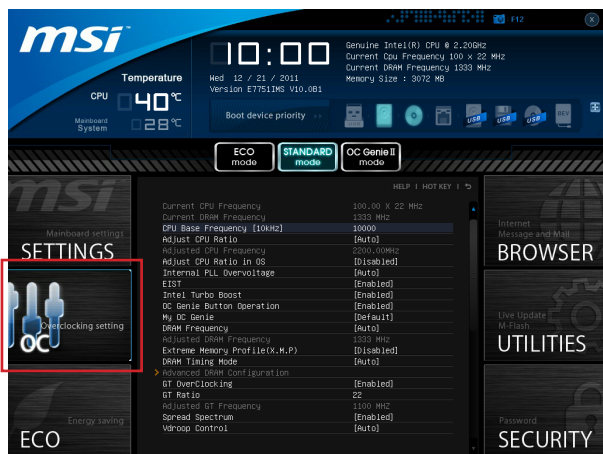 msi
F12
X
10:00
Genuine Intel(R) CPU @ 2.20GHz
Current Cpu Frequency 100 x 22 MHz
Current DRAM Frequency 1333 MHz
Memory Size : 3072 MB
Temperature
Wed 12 / 21 / 2011
Version E7751IMS V10.0B1
CPU 40°C
Mainboard
System 28°C
Boot device priority
USB USB USB DEV
ECO
mode
STANDARD
mode
OC Genie II
mode
HELP | HOT KEY |
msi
Mainboard settings
SETTINGS
Overclocking setting
OC
Energy saving
ECO
Current CPU Frequency 100.00 X 22 MHz
Current DRAM Frequency 1333 MHz
CPU Base Frequency [10kHz] 10000
Adjust CPU Ratio [Auto]
Adjusted CPU Frequency 2200.00MHz
Adjust CPU Ratio in OS [Disabled]
Internal PLL Overvoltage [Auto]
EIST [Enabled]
Intel Turbo Boost [Enabled]
OC Genie Button Operation [Enabled]
My OC Genie [Default]
DRAM Frequency [Auto]
Adjusted DRAM Frequency 1333 MHz
Extreme Memory Profile(X.M.P) [Disabled]
DRAM Timing Mode [Auto]
> Advanced DRAM Configuration
GT OverClocking [Enabled]
GT Ratio 22
Adjusted GT Frequency 1100 MHz
Spread Spectrum [Enabled]
Vdroop Control [Auto]
Internet
Message and Mail
BROWSER
Live Update
M-Flash
UTILITIES
Password
SECURITY